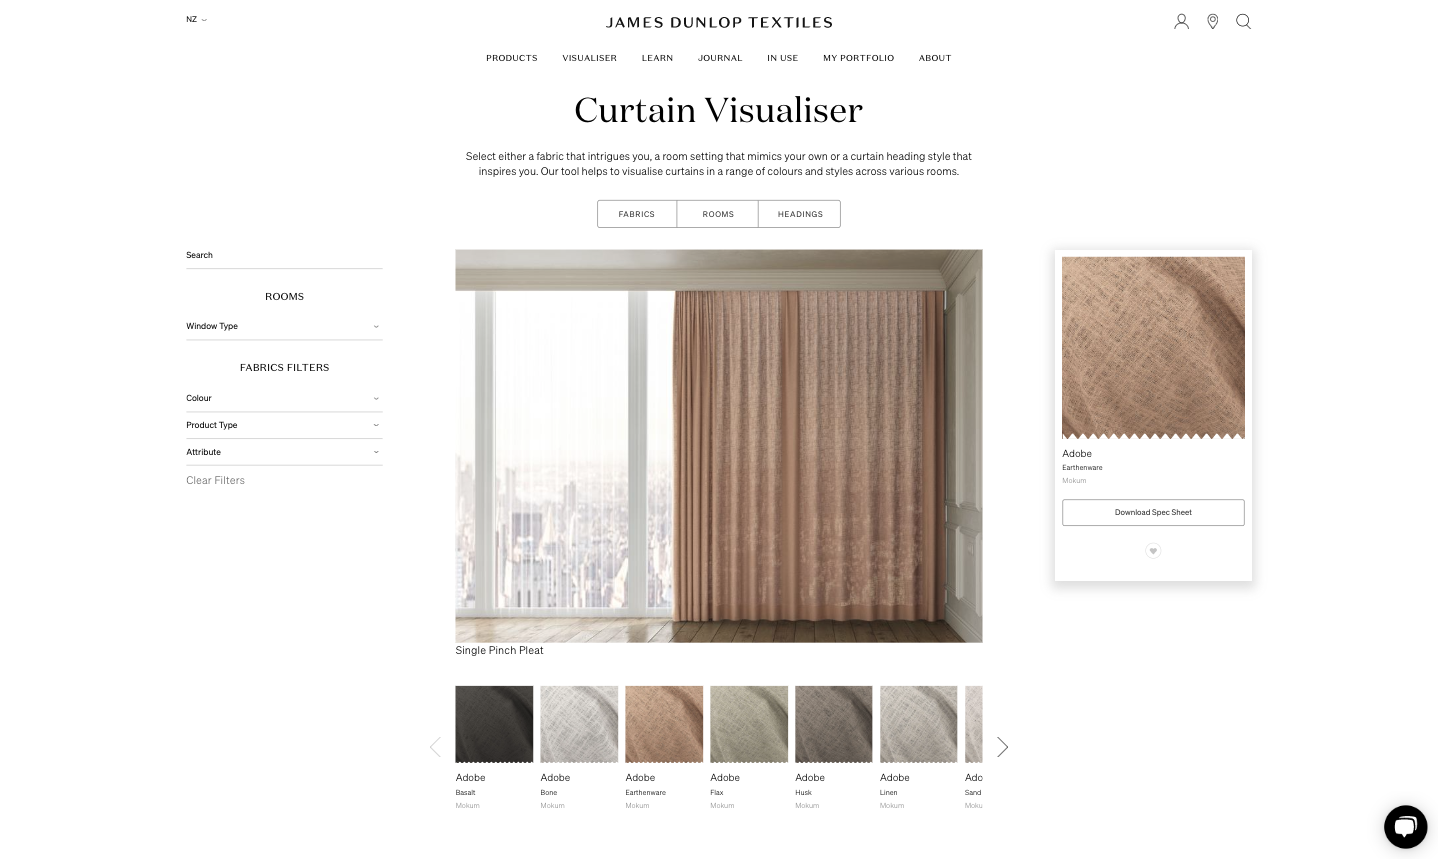 NZ
JAMES DUNLOP TEXTILES
PRODUCTS VISUALISER LEARN JOURNAL IN USE MY PORTFOLIO ABOUT
Curtain Visualiser
Select either a fabric that intrigues you, a room setting that mimics your own or a curtain heading style that
inspires you. Our tool helps to visualise curtains in a range of colours and styles across various rooms.
FABRICS ROOMS HEADINGS
Search
ROOMS
Window Type
FABRICS FILTERS
Colour
Product Type
Attribute
Clear Filters
Single Pinch Pleat
Adobe
Earthenware
Mokum
Download Spec Sheet
Adobe Adobe Adobe Adobe Adobe Adobe Ado
Basalt Bone Earthenware Flax Husk Linen Sand
Mokum Mokum Mokum Mokum Mokum Mokum Moku